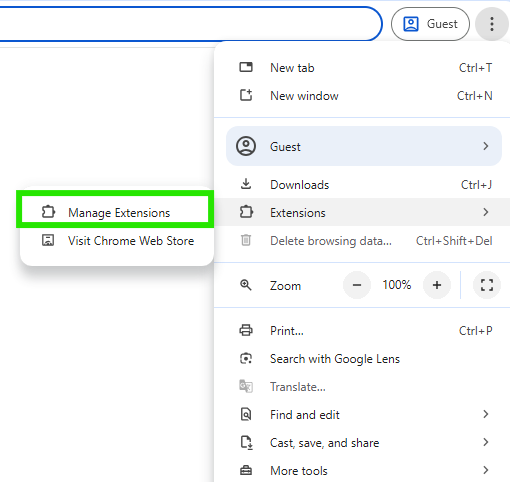 Guest
New tab Ctrl+T
New window Ctrl+N
Guest
Downloads Ctrl+J
Manage Extensions
Extensions
Visit Chrome Web Store
Delete browsing data... Ctrl+Shift+Del
Zoom − 100% +
Print... Ctrl+P
Search with Google Lens
Translate...
Find and edit
Cast, save, and share
More tools